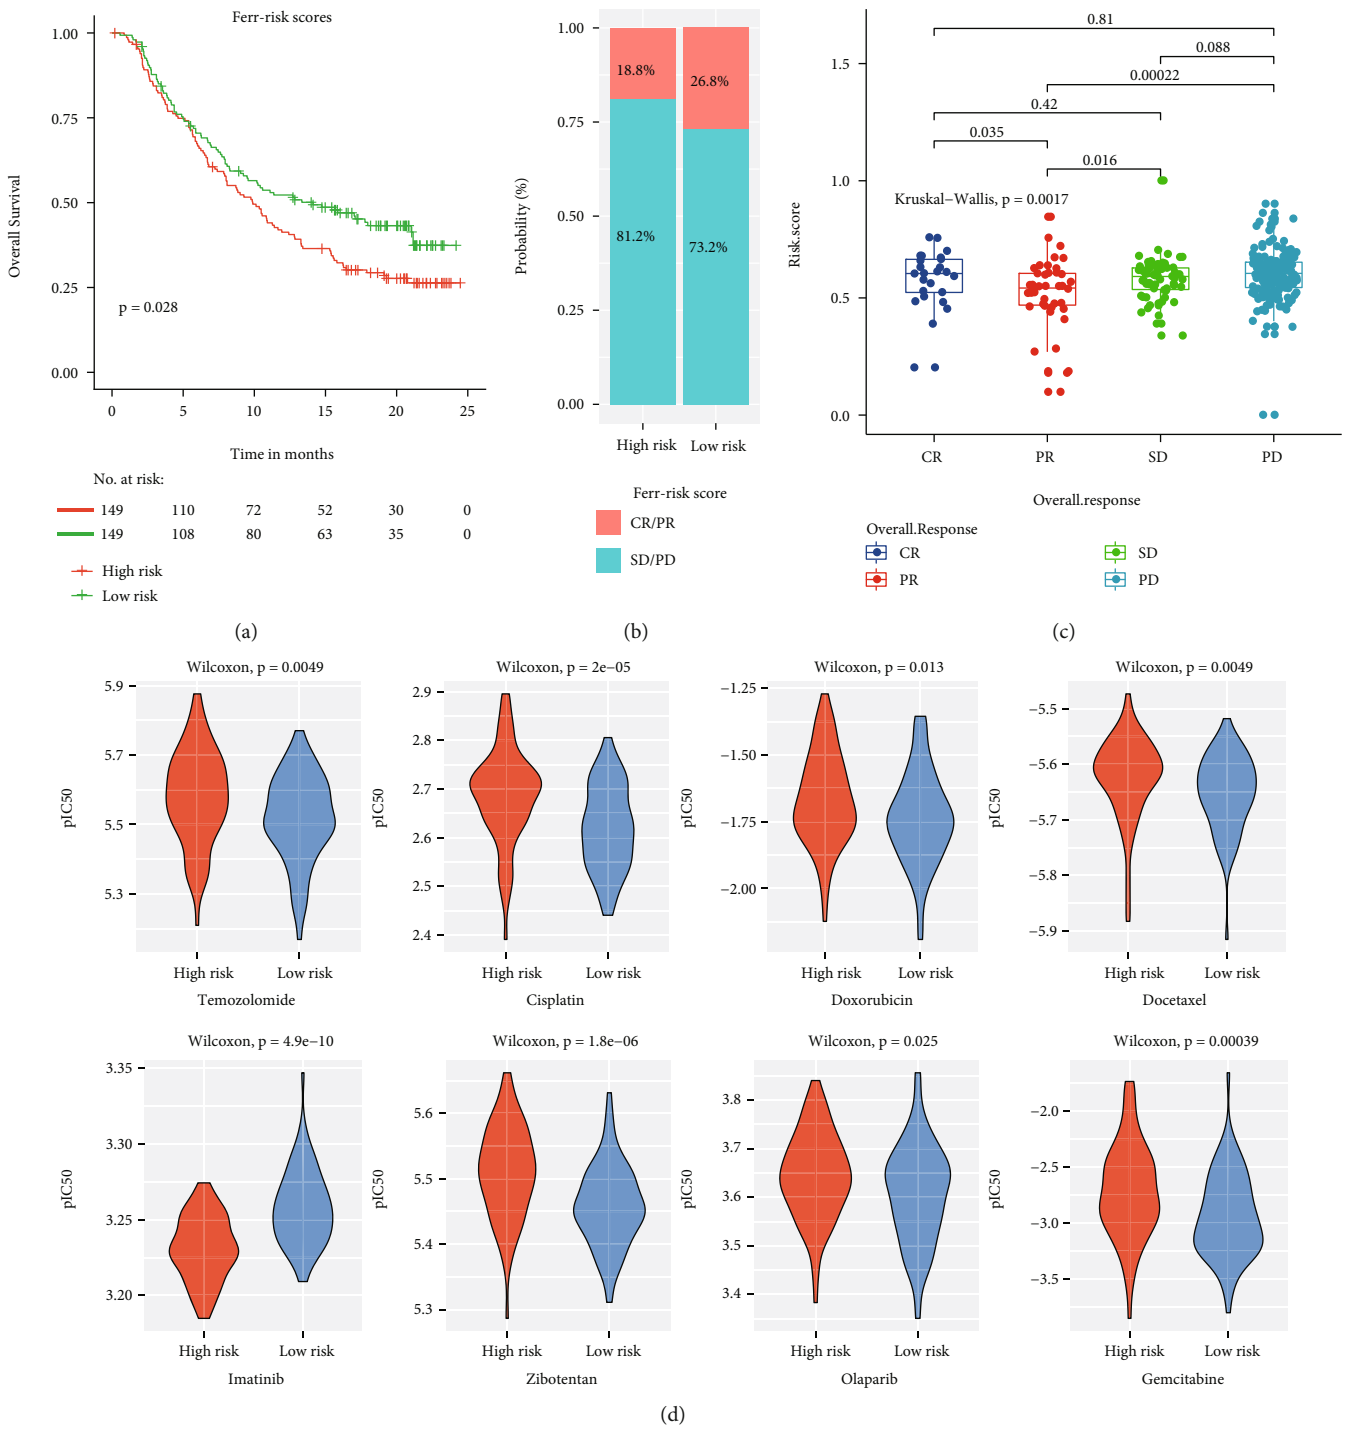 Ferr-risk scores
Overall Survival
1.00
0.75
0.50
0.25
0.00
p = 0.028
0 5 10 15 20 25
Time in months
No. at risk:
149 110 72 52 30 0
149 108 80 63 35 0
High risk
Low risk
(a)
Probability (%)
1.00
0.75
0.50
0.25
0.00
18.8%
26.8%
81.2%
73.2%
High risk Low risk
Ferr-risk score
CR/PR
SD/PD
(b)
Risk.score
1.5
1.0
0.5
0.0
0.81
0.088
0.00022
0.42
0.035
0.016
Kruskal−Wallis, p = 0.0017
CR PR SD PD
Overall.response
Overall.Response
CR SD
PR PD
(c)
Wilcoxon, p = 0.0049
pIC50
5.9
5.7
5.5
5.3
High risk Low risk
Temozolomide
Wilcoxon, p = 2e−05
pIC50
2.9
2.8
2.7
2.6
2.5
2.4
High risk Low risk
Cisplatin
Wilcoxon, p = 0.013
pIC50
−1.25
−1.50
−1.75
−2.00
High risk Low risk
Doxorubicin
Wilcoxon, p = 0.0049
pIC50
−5.5
−5.6
−5.7
−5.8
−5.9
High risk Low risk
Docetaxel
Wilcoxon, p = 4.9e−10
pIC50
3.35
3.30
3.25
3.20
High risk Low risk
Imatinib
Wilcoxon, p = 1.8e−06
pIC50
5.6
5.5
5.4
5.3
High risk Low risk
Zibotentan
Wilcoxon, p = 0.025
pIC50
3.8
3.7
3.6
3.5
3.4
High risk Low risk
Olaparib
Wilcoxon, p = 0.00039
pIC50
−2.0
−2.5
−3.0
−3.5
High risk Low risk
Gemcitabine
(d)